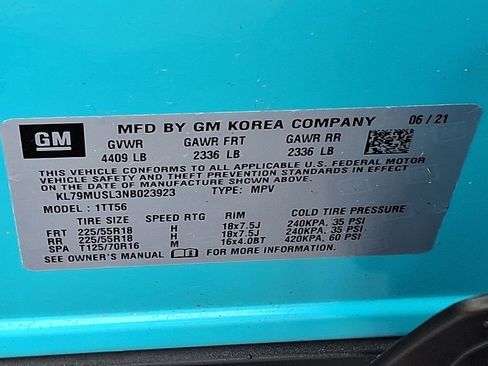 GM MFD BY GM KOREA COMPANY 06 / 21
GVWR GAWR FRT GAWR RR
4409 LB 2336 LB 2336 LB
THIS VEHICLE CONFORMS TO ALL APPLICABLE U.S. FEDERAL MOTOR
VEHICLE SAFETY AND THEFT PREVENTION STANDARDS IN EFFECT
ON THE DATE OF MANUFACTURE SHOWN ABOVE.
KL79MUSL3NB023923 TYPE: MPV
MODEL : 1TT56
TIRE SIZE SPEED RTG RIM COLD TIRE PRESSURE
FRT 225/55R18 H 18x7.5J 240KPA, 35 PSI
RR 225/55R18 H 18x7.5J 240KPA, 35 PSI
SP T125/70R16 M 16x4.0BT 420KPA, 60 PSI
SEE OWNER'S MANUAL FOR MORE INFORMATION.